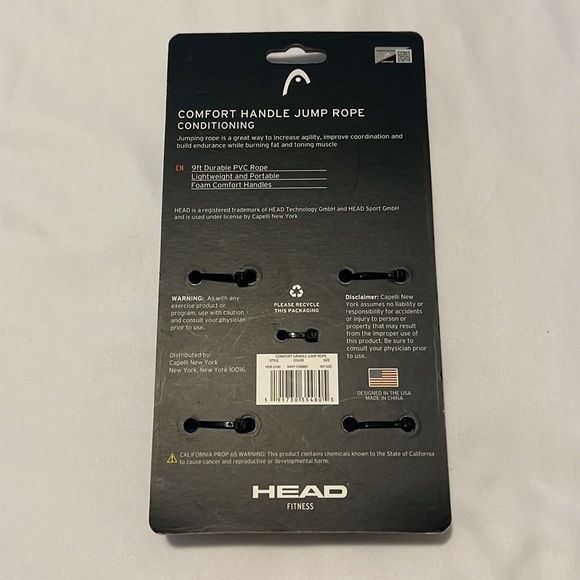 COMFORT HANDLE JUMP ROPE
CONDITIONING
Jumping rope is a great way to increase agility, improve coordination and
build endurance while burning fat and toning muscle
EN 9ft Durable PVC Rope
Lightweight and Portable
Foam Comfort Handles
HEAD is a registered trademark of HEAD Technology GmbH and HEAD Sport GmbH
and is used under license by Capelli New York
WARNING: As with any
exercise product or
program, use with caution
and consult your physician
prior to use.
PLEASE RECYCLE
THIS PACKAGING
Disclaimer: Capelli New
York assumes no liability or
responsibility for accidents
or injury to person or
property that may result
from the improper use of
this product. Be sure to
consult your physician prior
to use.
Distributed by:
Capelli New York
New York, New York 10016.
COMFORT HANDLE JUMP ROPE
STYLE COLOR SIZE
NAVY COMBO NO SIZE
DESIGNED IN THE USA
MADE IN CHINA
CALIFORNIA PROP 65 WARNING: This product contains chemicals known to the State of California
to cause cancer and reproductive or developmental harm.
HEAD
FITNESS